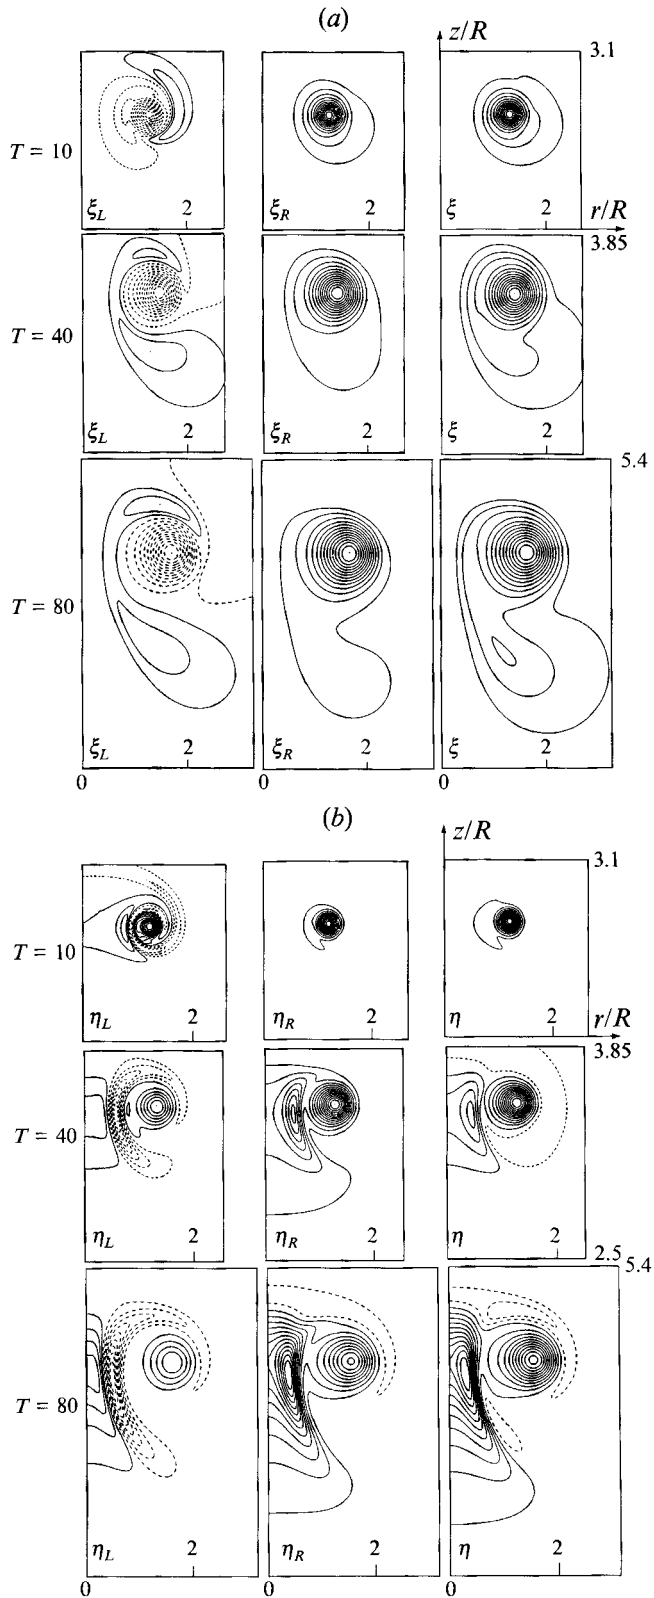 (a)
z/R
3.1
T = 10
ξ_L
2
ξ_R
2
ξ
2
r/R
3.85
T = 40
ξ_L
2
ξ_R
2
ξ
2
5.4
T = 80
ξ_L
2
ξ_R
2
ξ
2
0
0
0
(b)
z/R
3.1
T = 10
η_L
2
η_R
2
η
2
r/R
3.85
T = 40
η_L
2
η_R
2
η
2
2.5
5.4
T = 80
η_L
2
η_R
2
η
2
0
0
0